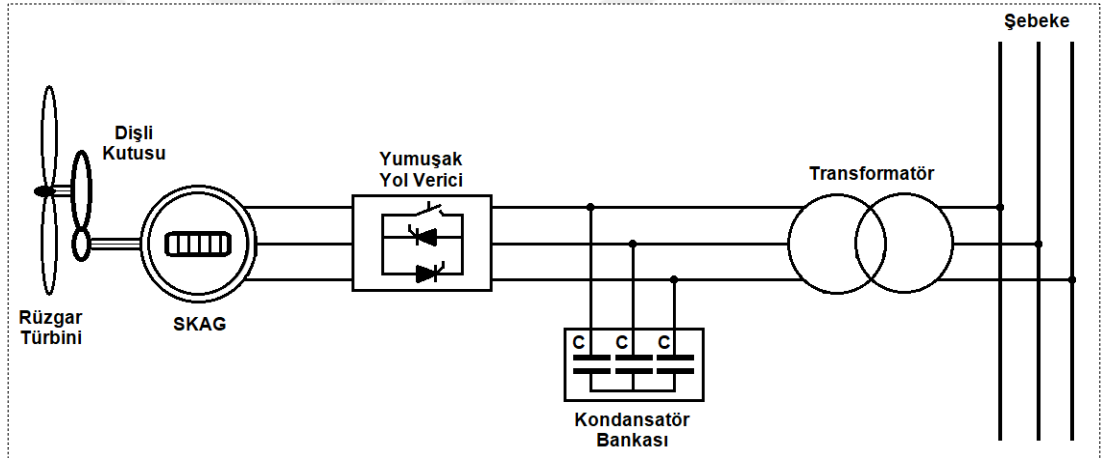 Şebeke
Dişli
Kutusu
Yumuşak
Yol Verici
Transformatör
Rüzgar
Türbini
SKAG
C C C
Kondansatör
Bankası